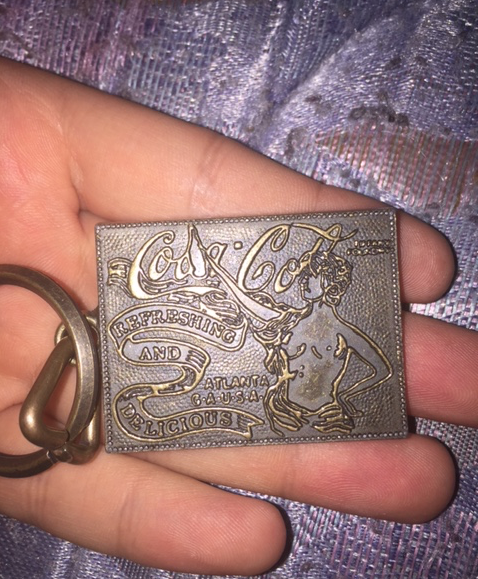 Coca-Cola
REFRESHING
AND
DELICIOUS
ATLANTA
G·A·U·S·A·